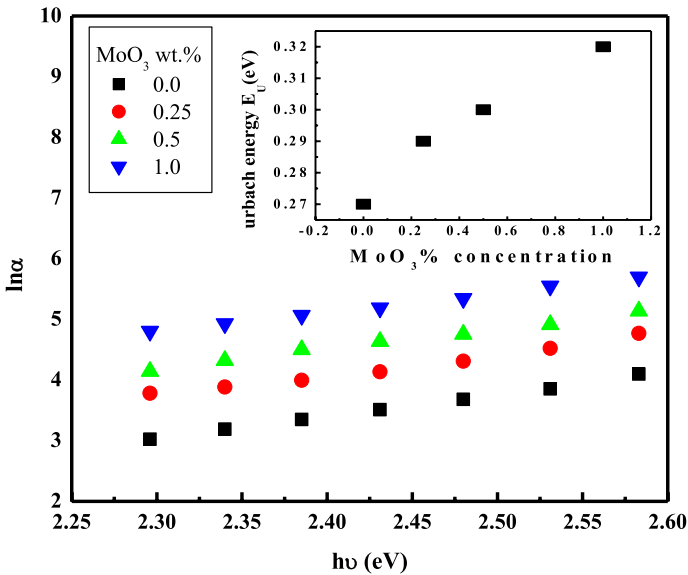 lnα
10
9
8
7
6
5
4
3
2
2.25 2.30 2.35 2.40 2.45 2.50 2.55 2.60
hυ (eV)
MoO₃ wt.%
0.0
0.25
0.5
1.0
urbach energy E_U(eV)
0.32
0.31
0.30
0.29
0.28
0.27
-0.2 0.0 0.2 0.4 0.6 0.8 1.0 1.2
MoO₃% concentration